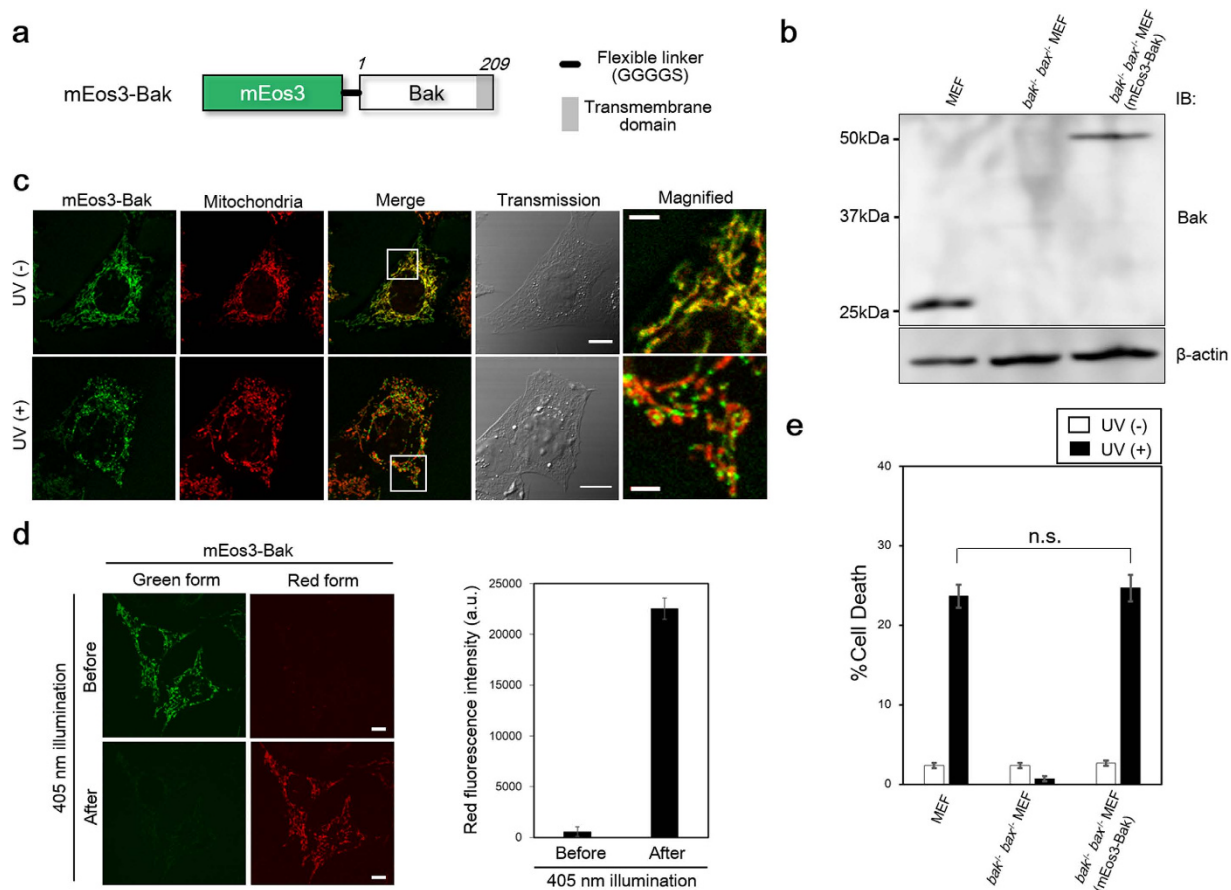 a
mEos3-Bak
mEos3
1
Bak
209
Flexible linker
(GGGGS)
Transmembrane
domain
b
MEF
bak-/- bax-/- MEF
bak-/- bax-/- MEF
(mEos3-Bak)
IB:
50kDa
37kDa
25kDa
Bak
β-actin
c
mEos3-Bak
Mitochondria
Merge
Transmission
Magnified
UV (-)
UV (+)
d
mEos3-Bak
Green form
Red form
405 nm illumination
Before
After
Red fluorescence intensity (a.u.)
25000
20000
15000
10000
5000
0
Before
After
405 nm illumination
e
UV (-)
UV (+)
%Cell Death
40
30
20
10
0
n.s.
MEF
bak-/- bax-/- MEF
bak-/- bax-/- MEF
(mEos3-Bak)